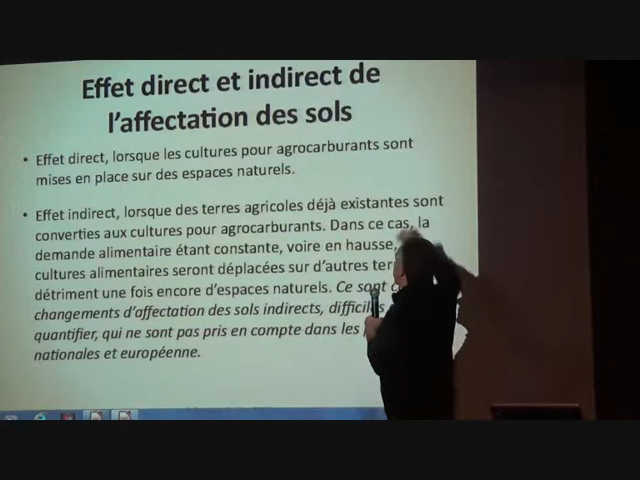 Effet direct et indirect de
l'affectation des sols
• Effet direct, lorsque les cultures pour agrocarburants sont
mises en place sur des espaces naturels.
• Effet indirect, lorsque des terres agricoles déjà existantes sont
converties aux cultures pour agrocarburants. Dans ce cas, la
demande alimentaire étant constante, voire en hausse,
cultures alimentaires seront déplacées sur d'autres
détriment une fois encore d'espaces naturels. Ce sont
changements d'affectation des sols indirects,
quantifier, qui ne sont pas pris en compte dans les
nationales et européenne.